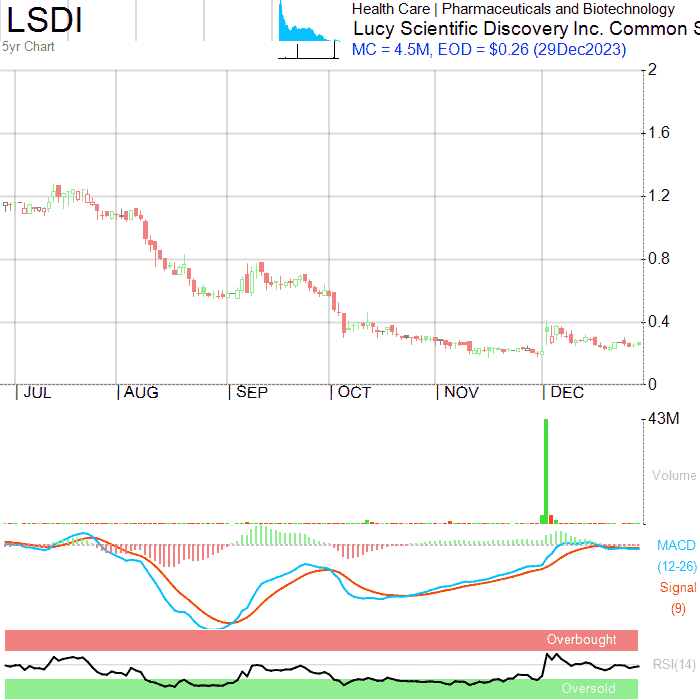 LSDI
5yr Chart
Health Care | Pharmaceuticals and Biotechnology
Lucy Scientific Discovery Inc. Common S
MC = 4.5M, EOD = $0.26 (29Dec2023)
2
1.6
1.2
0.8
0.4
0
JUL AUG SEP OCT NOV DEC
43M
Volume
MACD
(12-26)
Signal
(9)
Overbought
RSI(14)
Oversold